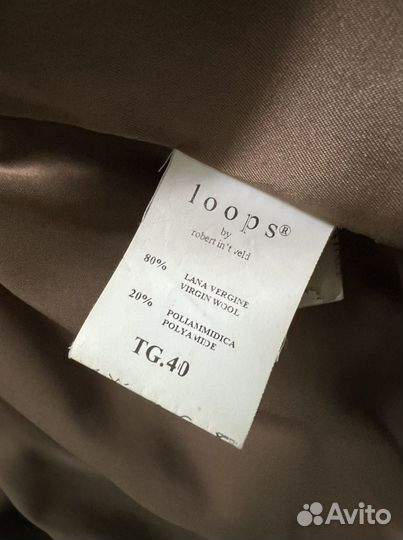 loops®
by
robert in't veld
80% LANA VERGINE
VIRGIN WOOL
20% POLIAMMIDICA
POLYAMIDE
TG.40
Avito